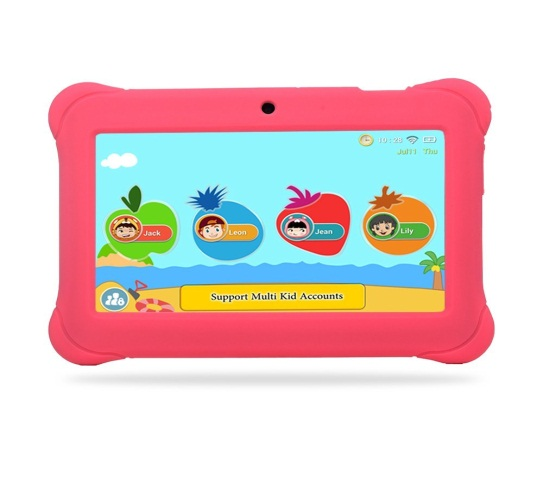 10:28
Jul11 Thu
Jack
Leon
Jean
Lily
Support Multi Kid Accounts